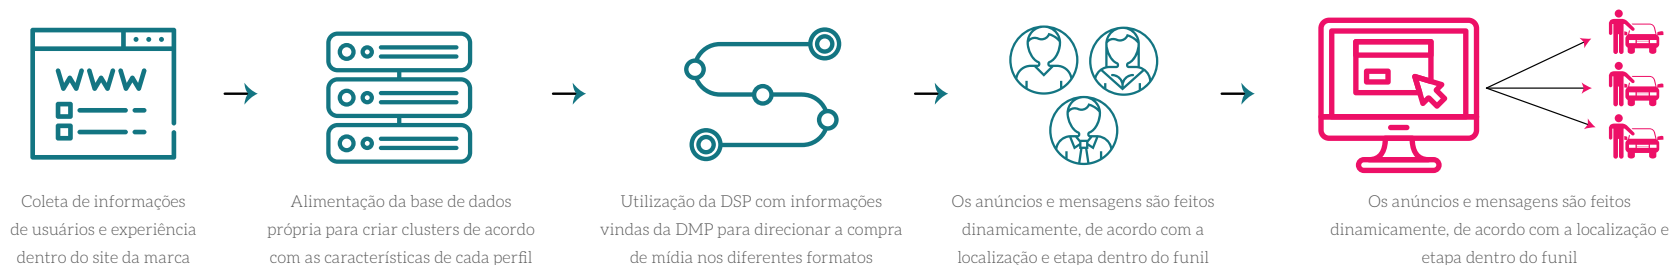 WWW
Coleta de informações
de usuários e experiência
dentro do site da marca
Alimentação da base de dados
própria para criar clusters de acordo
com as características de cada perfil
Utilização da DSP com informações
vindas da DMP para direcionar a compra
de mídia nos diferentes formatos
Os anúncios e mensagens são feitos
dinamicamente, de acordo com a
localização e etapa dentro do funil
Os anúncios e mensagens são feitos
dinamicamente, de acordo com a localização e
etapa dentro do funil